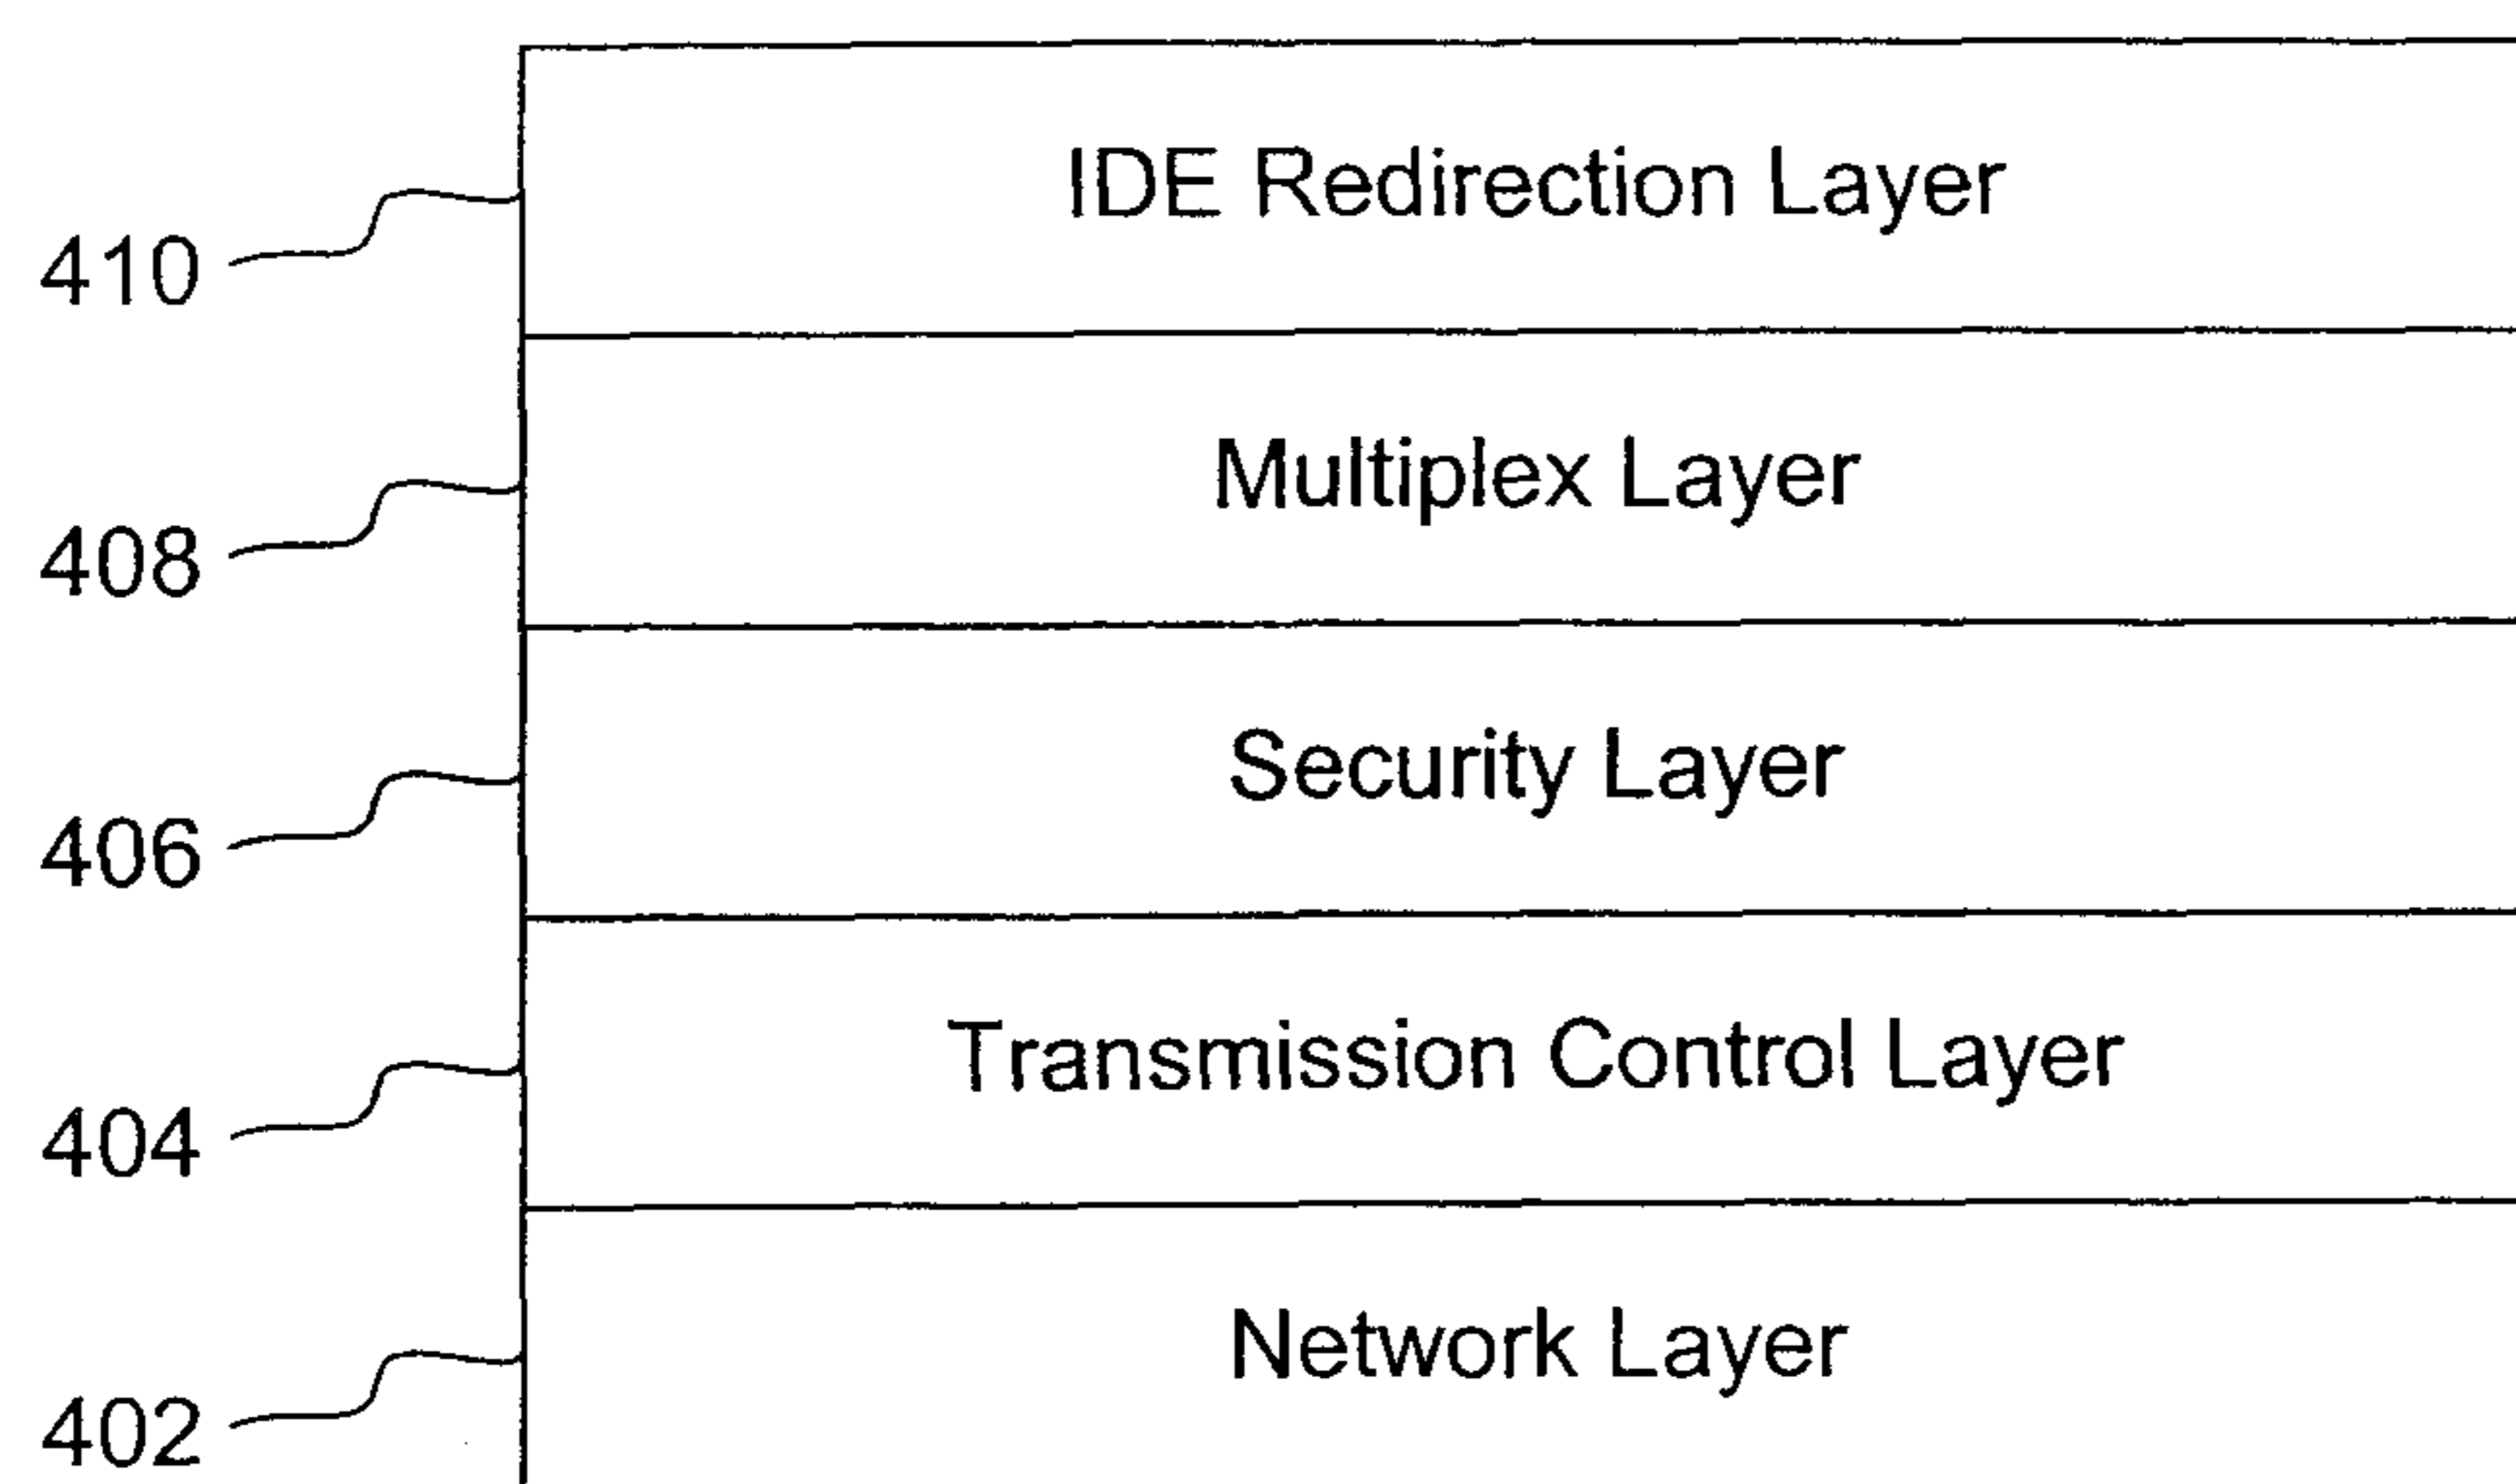 IDE Redirection Layer
410
Multiplex Layer
408
Security Layer
406
Transmission Control Layer
404
Network Layer
402